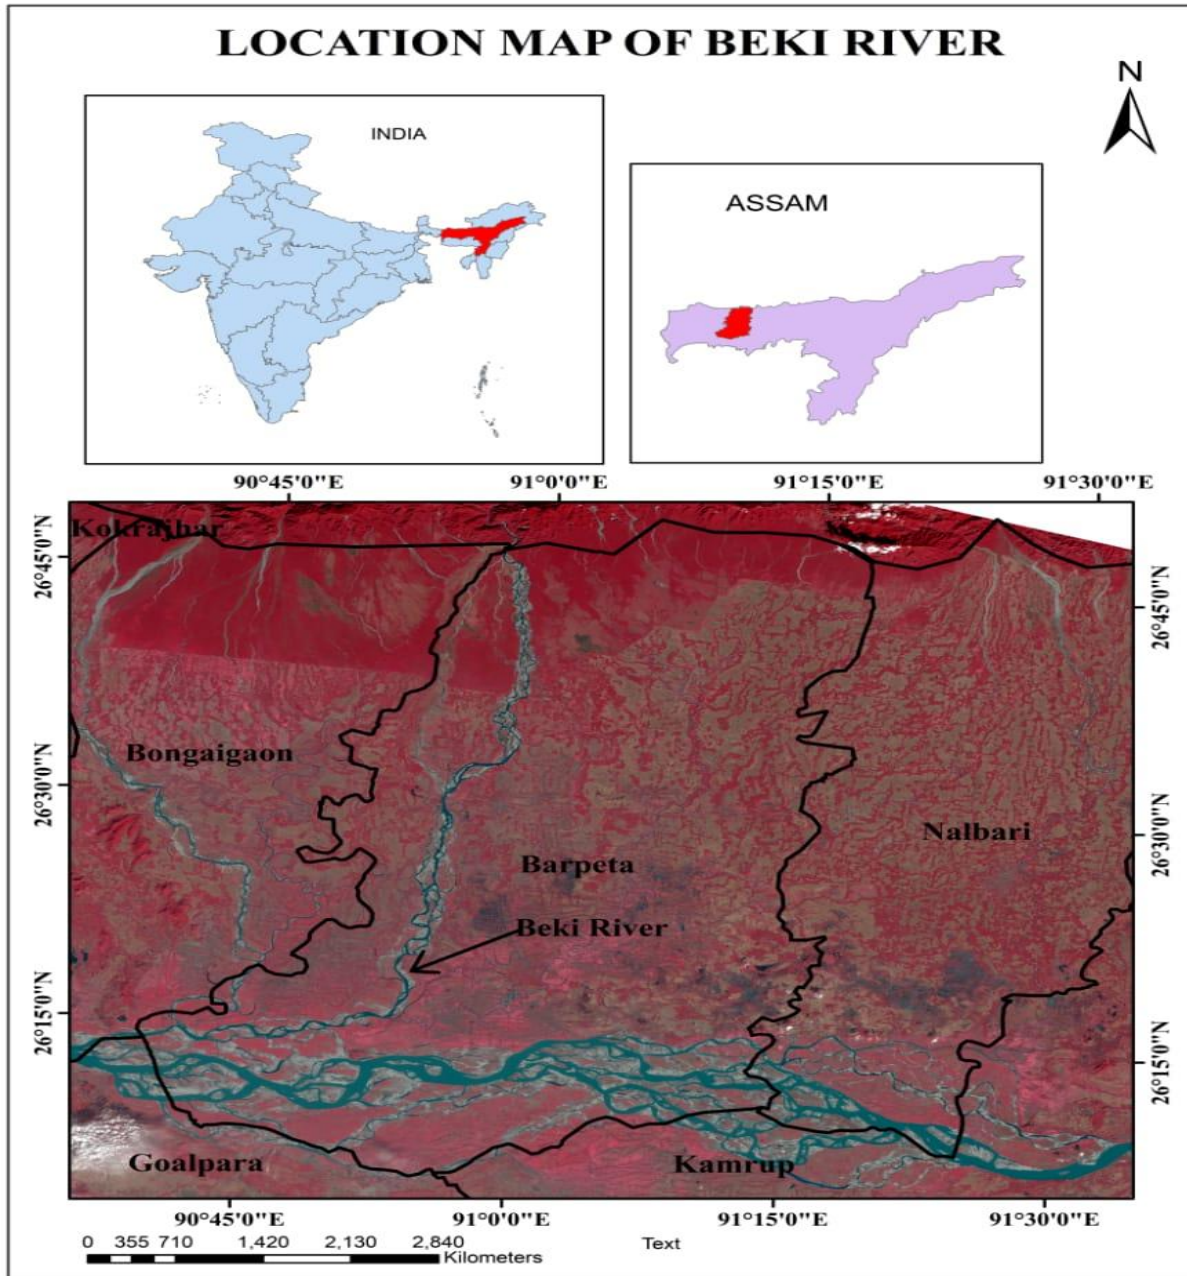 LOCATION MAP OF BEKI RIVER
N
INDIA
ASSAM
90°45'0"E 91°0'0"E 91°15'0"E 91°30'0"E
Kokrajhar
26°45'0"N
26°45'0"N
Bongaigaon
26°30'0"N
Nalbari
26°30'0"N
Barpeta
Beki River
26°15'0"N
26°15'0"N
Goalpara
Kamrup
90°45'0"E 91°0'0"E 91°15'0"E 91°30'0"E
0 355 710 1,420 2,130 2,840
Kilometers
Text